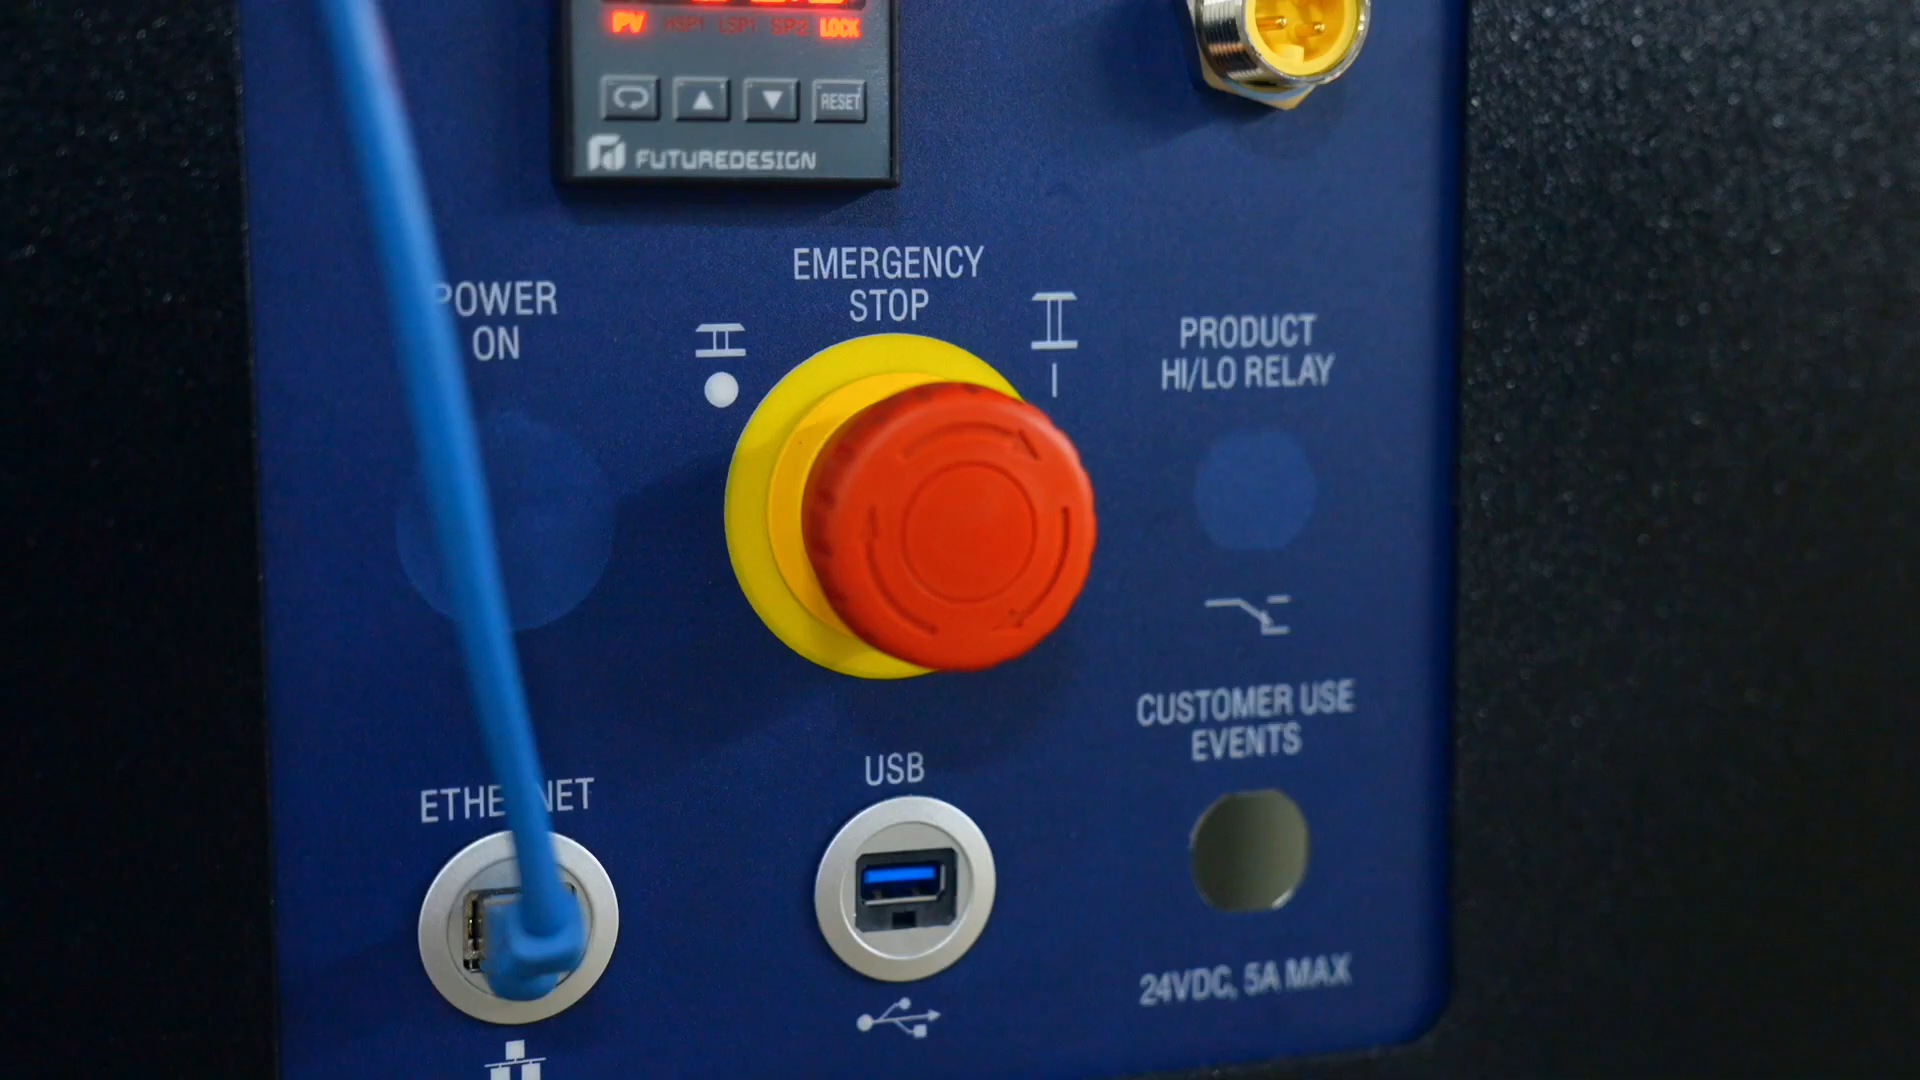 PV HSP1 LSP1 SP2 LOCK
RESET
FUTUREDESIGN
EMERGENCY
STOP
POWER
ON
PRODUCT
HI/LO RELAY
CUSTOMER USE
EVENTS
USB
ETHERNET
24VDC, 5A MAX